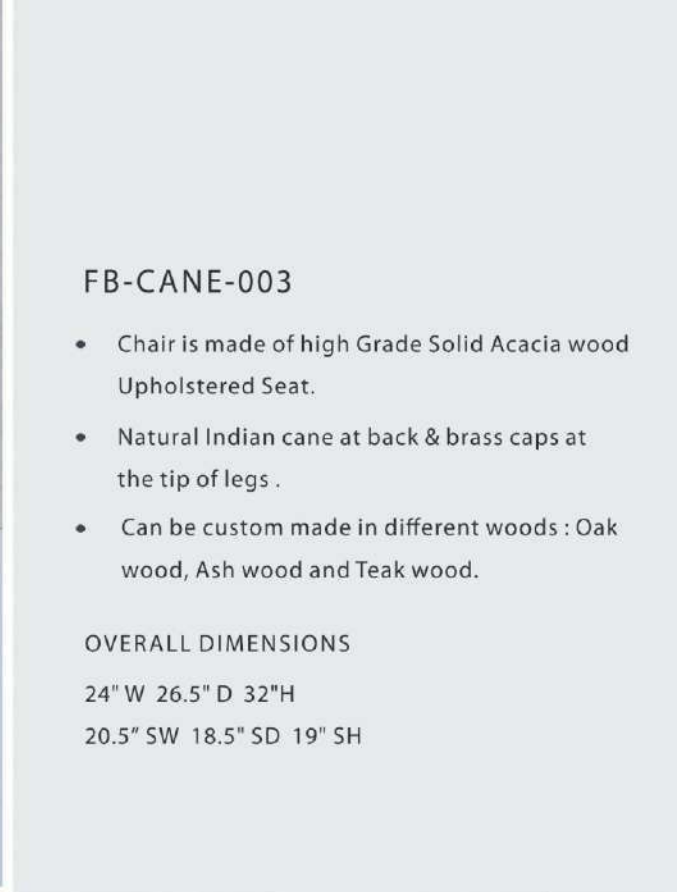 FB-CANE-003
• Chair is made of high Grade Solid Acacia wood
Upholstered Seat.
• Natural Indian cane at back & brass caps at
the tip of legs .
• Can be custom made in different woods : Oak
wood, Ash wood and Teak wood.
OVERALL DIMENSIONS
24" W 26.5" D 32"H
20.5” SW 18.5" SD 19" SH